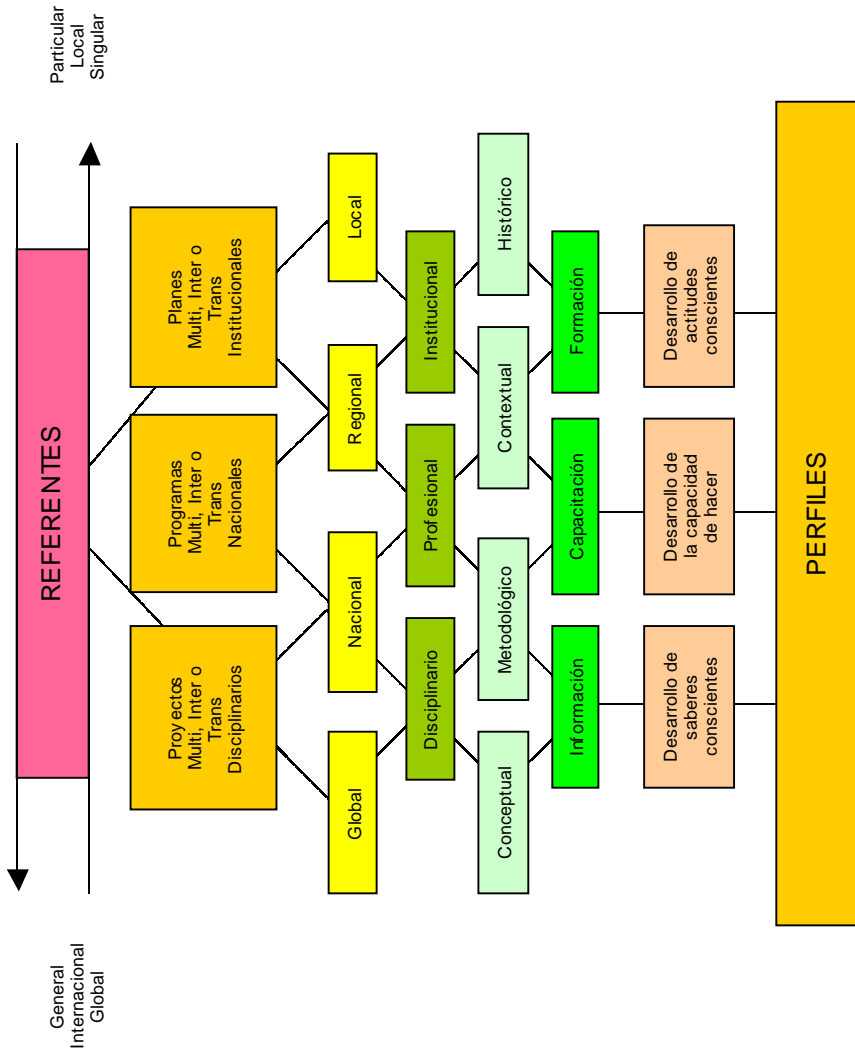 General
Internacional
Global
Particular
Local
Singular
REFERENTES
Proyectos
Multi, Inter o
Trans
Disciplinarios
Programas
Multi, Inter o
Trans
Nacionales
Planes
Multi, Inter o
Trans
Institucionales
Global
Nacional
Regional
Local
Disciplinario
Profesional
Institucional
Conceptual
Metodológico
Contextual
Histórico
Información
Capacitación
Formación
Desarrollo de
saberes
conscientes
Desarrollo de
la capacidad
de hacer
Desarrollo de
actitudes
conscientes
PERFILES